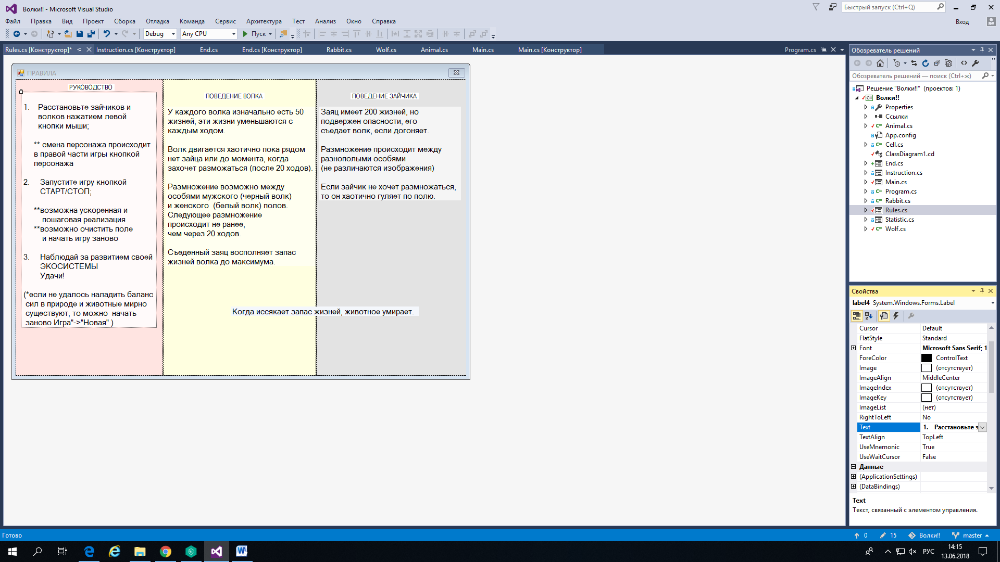 Волки!! - Microsoft Visual Studio
Быстрый запуск (Ctrl+Q)
Файл Правка Вид Проект Сборка Отладка Команда Сервис Архитектура Тест Анализ Окно Справка
Вход
Debug Any CPU Пуск
Rules.cs [Конструктор]* Instruction.cs [Конструктор] End.cs End.cs [Конструктор] Rabbit.cs Wolf.cs Animal.cs Main.cs Main.cs [Конструктор] Program.cs
ПРАВИЛА
РУКОВОДСТВО
1. Расстановьте зайчиков и
волков нажатием левой
кнопки мыши;
** смена персонажа происходит
в правой части игры кнопкой
персонажа
2. Запустите игру кнопкой
СТАРТ/СТОП;
**возможна ускоренная и
пошаговая реализация
**возможно очистить поле
и начать игру заново
3. Наблюдай за развитием своей
ЭКОСИСТЕМЫ
Удачи!
(*если не удалось наладить баланс
сил в природе и животные мирно
существуют, то можно  начать
заново Игра"->"Новая" )
ПОВЕДЕНИЕ ВОЛКА
У каждого волка изначально есть 50
жизней, эти жизни уменьшаются с
каждым ходом.
Волк двигается хаотично пока рядом
нет зайца или до момента, когда
захочет разможаться (после 20 ходов).
Размножение возможно между
особями мужского (черный волк)
и женского  (белый волк) полов.
Следующее размножение
происходит не ранее,
чем через 20 ходов.
Съеденный заяц восполняет запас
жизней волка до максимума.
ПОВЕДЕНИЕ ЗАЙЧИКА
Заяц имеет 200 жизней, но
подвержен опасности, его
съедает волк, если догоняет.
Размножение происходит между
разнополыми особями
(не различаются изображения)
Если зайчик не хочет размножаться,
то он хаотично гуляет по полю.
Когда иссякает запас жизней, животное умирает.
Обозреватель решений
Обозреватель решений — поиск (Ctrl+ж)
Решение "Волки!!" (проектов: 1)
Волки!!
Properties
Ссылки
Animal.cs
App.config
Cell.cs
ClassDiagram1.cd
End.cs
Instruction.cs
Main.cs
Program.cs
Rabbit.cs
Rules.cs
Statistic.cs
Wolf.cs
Свойства
label4 System.Windows.Forms.Label
Cursor Default
FlatStyle Standard
Font Microsoft Sans Serif; 1
ForeColor ControlText
Image (отсутствует)
ImageAlign MiddleCenter
ImageIndex (отсутствует)
ImageKey (отсутствует)
ImageList (нет)
RightToLeft No
Text 1. Расстановьте з
TextAlign TopLeft
UseMnemonic True
UseWaitCursor False
Данные
(ApplicationSettings)
(DataBindings)
Text
Текст, связанный с элементом управления.
Готово
0 15 Волки!! master
РУС
14:15
13.06.2018